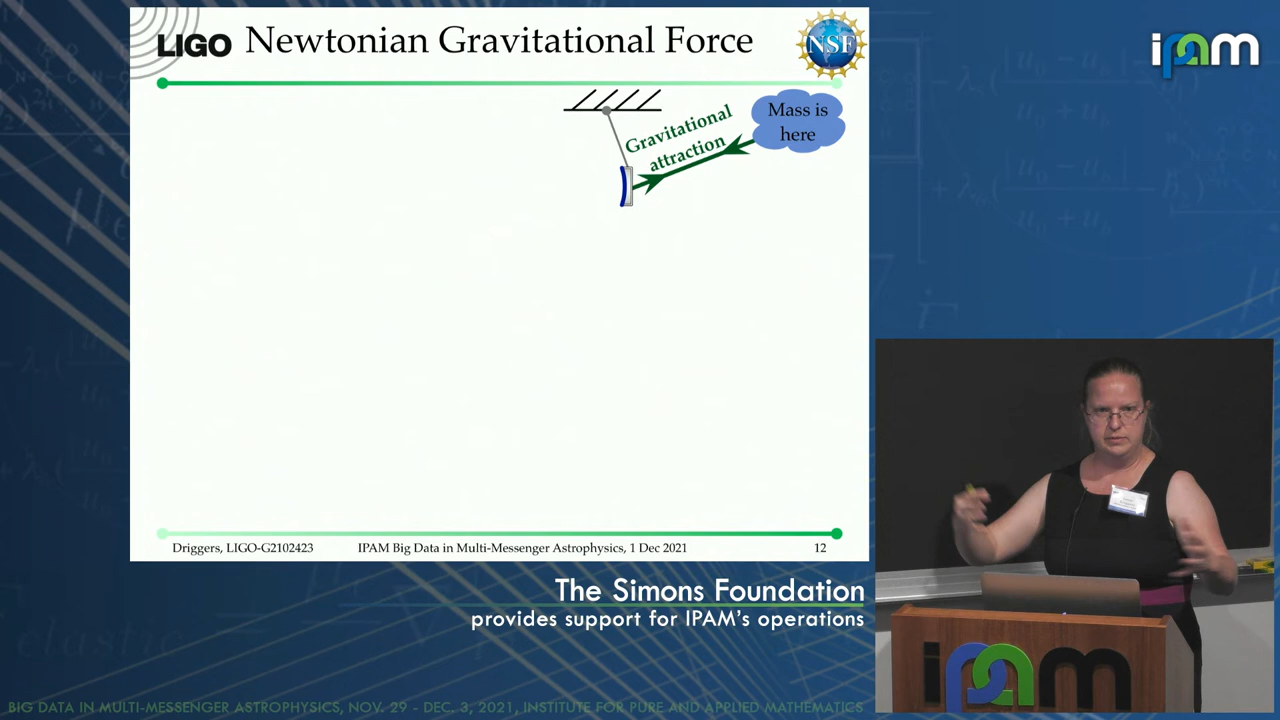 LIGO Newtonian Gravitational Force
NSF
ipam
Gravitational
attraction
Mass is
here
Driggers, LIGO-G2102423 IPAM Big Data in Multi-Messenger Astrophysics, 1 Dec 2021 12
The Simons Foundation
provides support for IPAM's operations
ipam
BIG DATA IN MULTI-MESSENGER ASTROPHYSICS, NOV. 29 - DEC. 3, 2021, INSTITUTE FOR PURE AND APPLIED MATHEMATICS